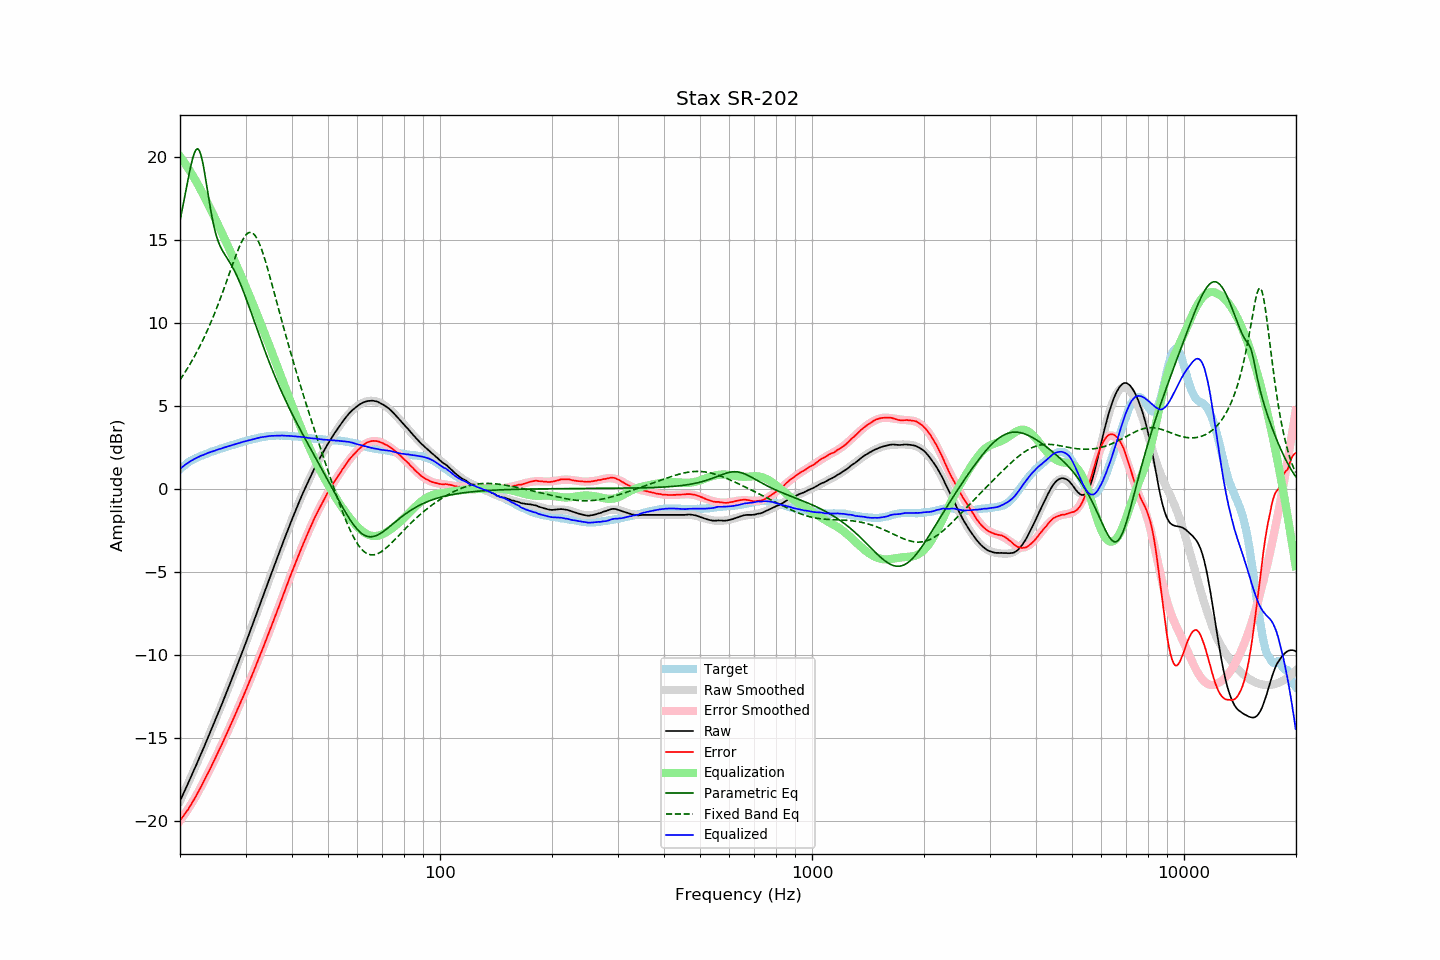 Stax SR-202
20
15
10
5
0
−5
−10
−15
−20
Amplitude (dBr)
100
1000
10000
Frequency (Hz)
Target
Raw Smoothed
Error Smoothed
Raw
Error
Equalization
Parametric Eq
Fixed Band Eq
Equalized